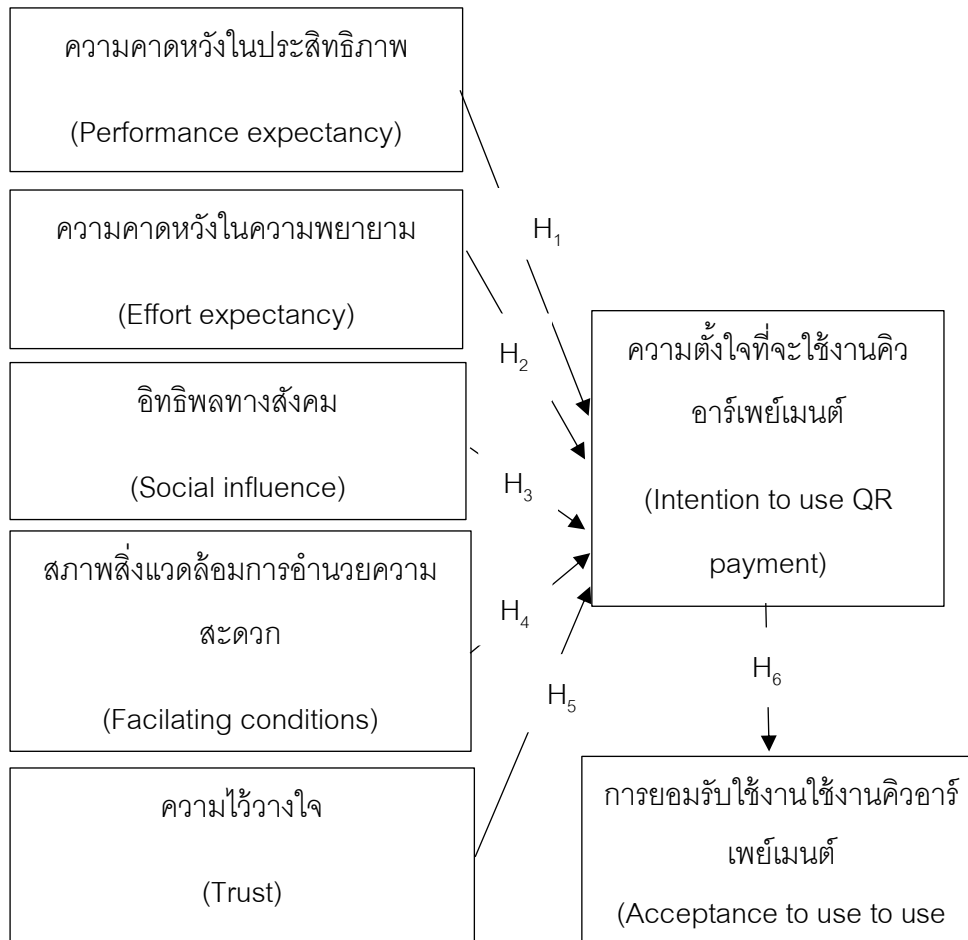 ความคาดหวังในประสิทธิภาพ
(Performance expectancy)
ความคาดหวังในความพยายาม
(Effort expectancy)
อิทธิพลทางสังคม
(Social influence)
สภาพสิ่งแวดล้อมการอำนวยความ
สะดวก
(Facilating conditions)
ความไว้วางใจ
(Trust)
H₁
H₂
H₃
H₄
H₅
ความตั้งใจที่จะใช้งานคิว
อาร์เพย์เมนต์
(Intention to use QR
payment)
H₆
การยอมรับใช้งานใช้งานคิวอาร์
เพย์เมนต์
(Acceptance to use to use